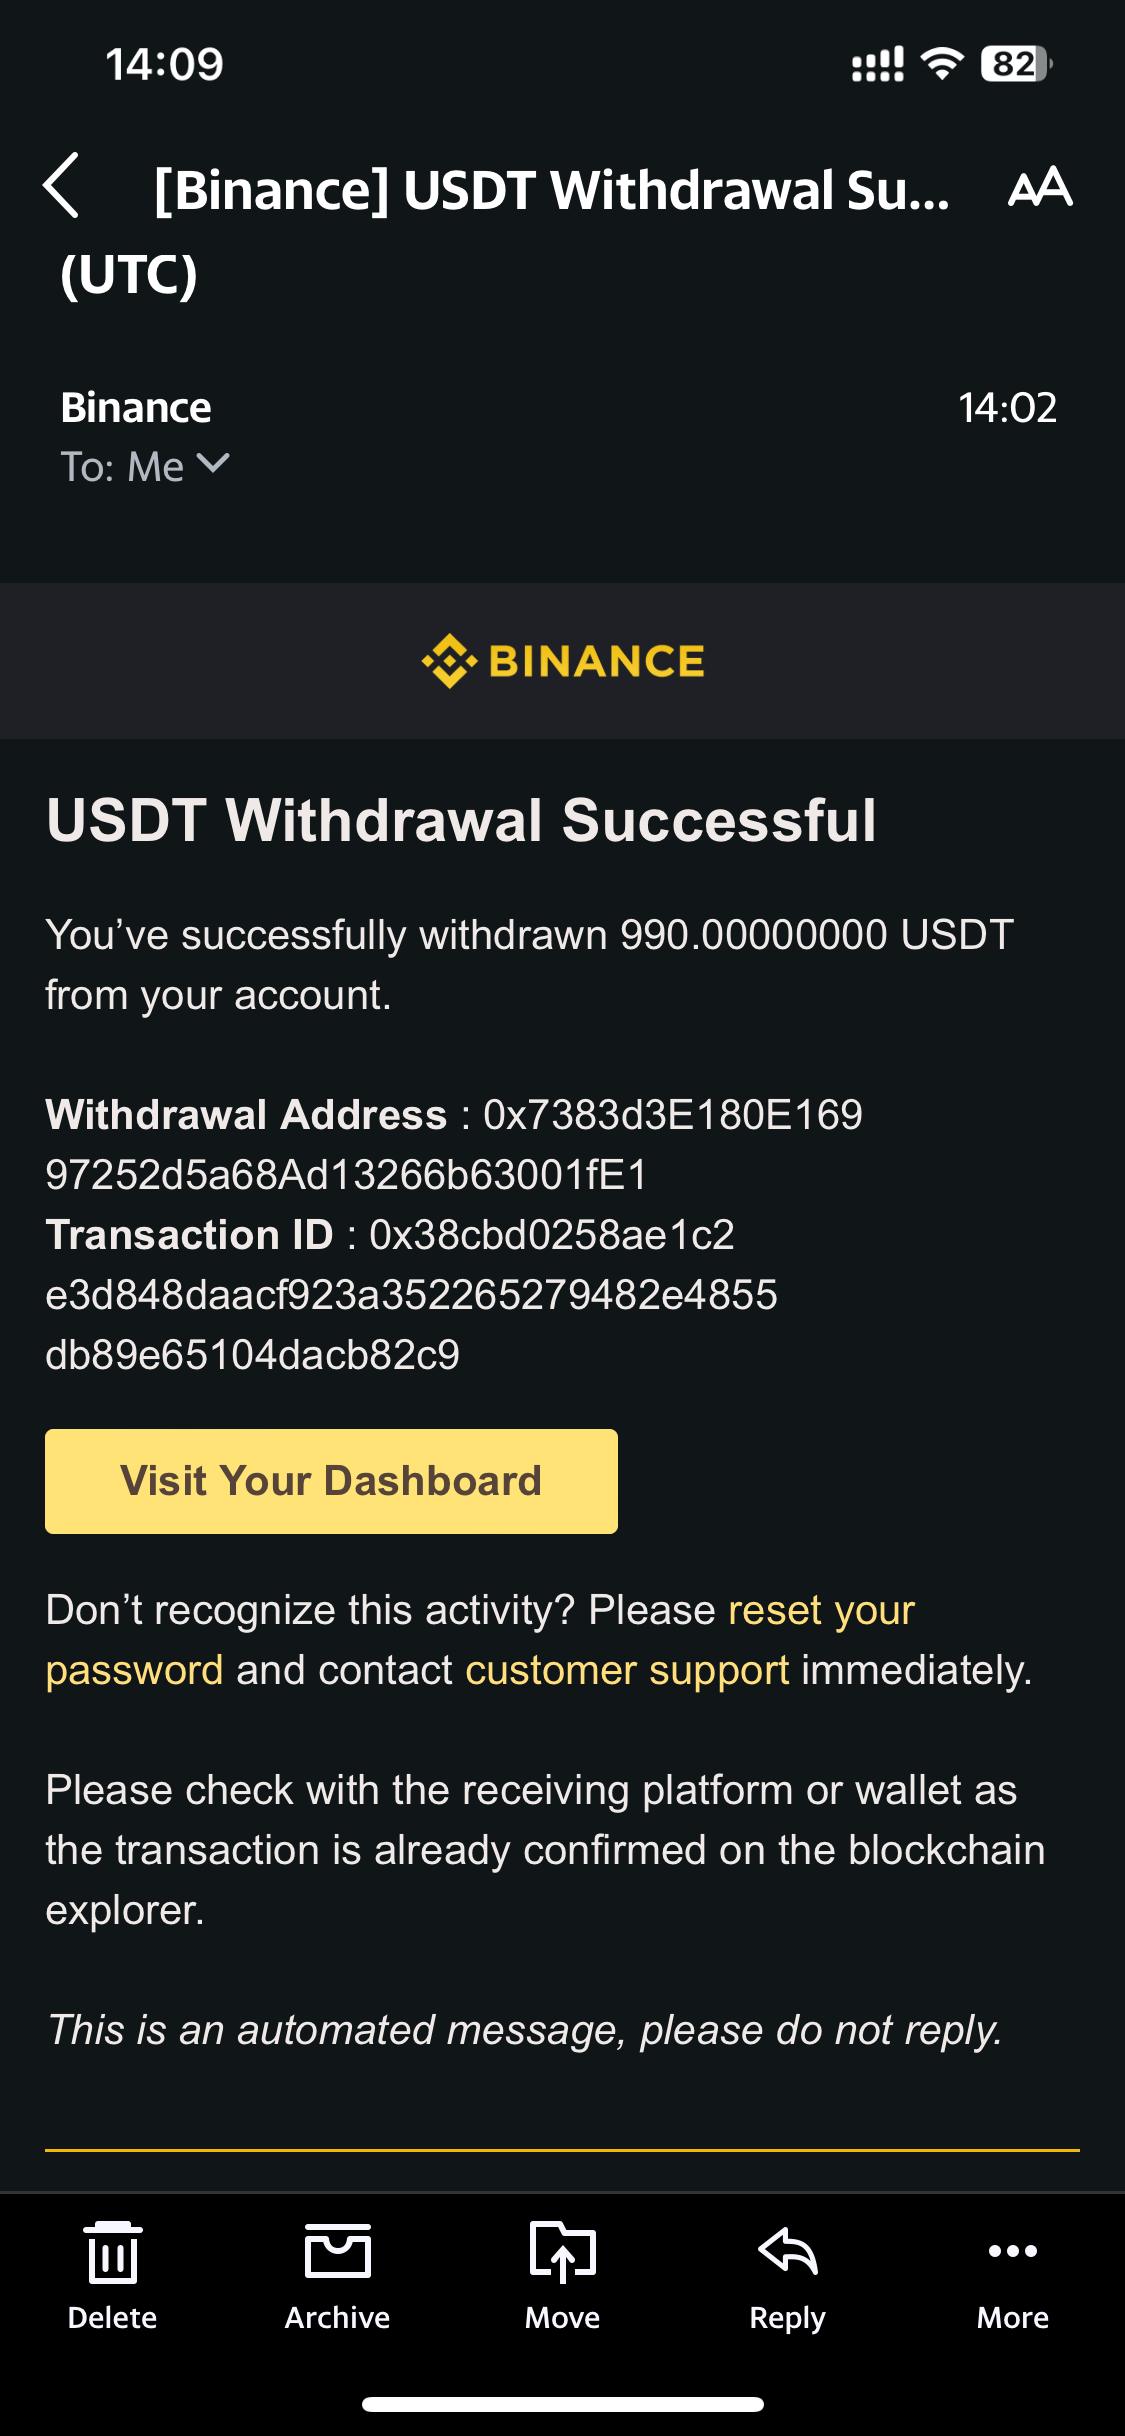 14:09
82
[Binance] USDT Withdrawal Su...
(UTC)
Binance
14:02
To: Me
BINANCE
USDT Withdrawal Successful
You’ve successfully withdrawn 990.00000000 USDT
from your account.
Withdrawal Address : 0x7383d3E180E169
97252d5a68Ad13266b63001fE1
Transaction ID : 0x38cbd0258ae1c2
e3d848daacf923a352265279482e4855
db89e65104dacb82c9
Visit Your Dashboard
Don’t recognize this activity? Please reset your
password and contact customer support immediately.
Please check with the receiving platform or wallet as
the transaction is already confirmed on the blockchain
explorer.
This is an automated message, please do not reply.
Delete
Archive
Move
Reply
More